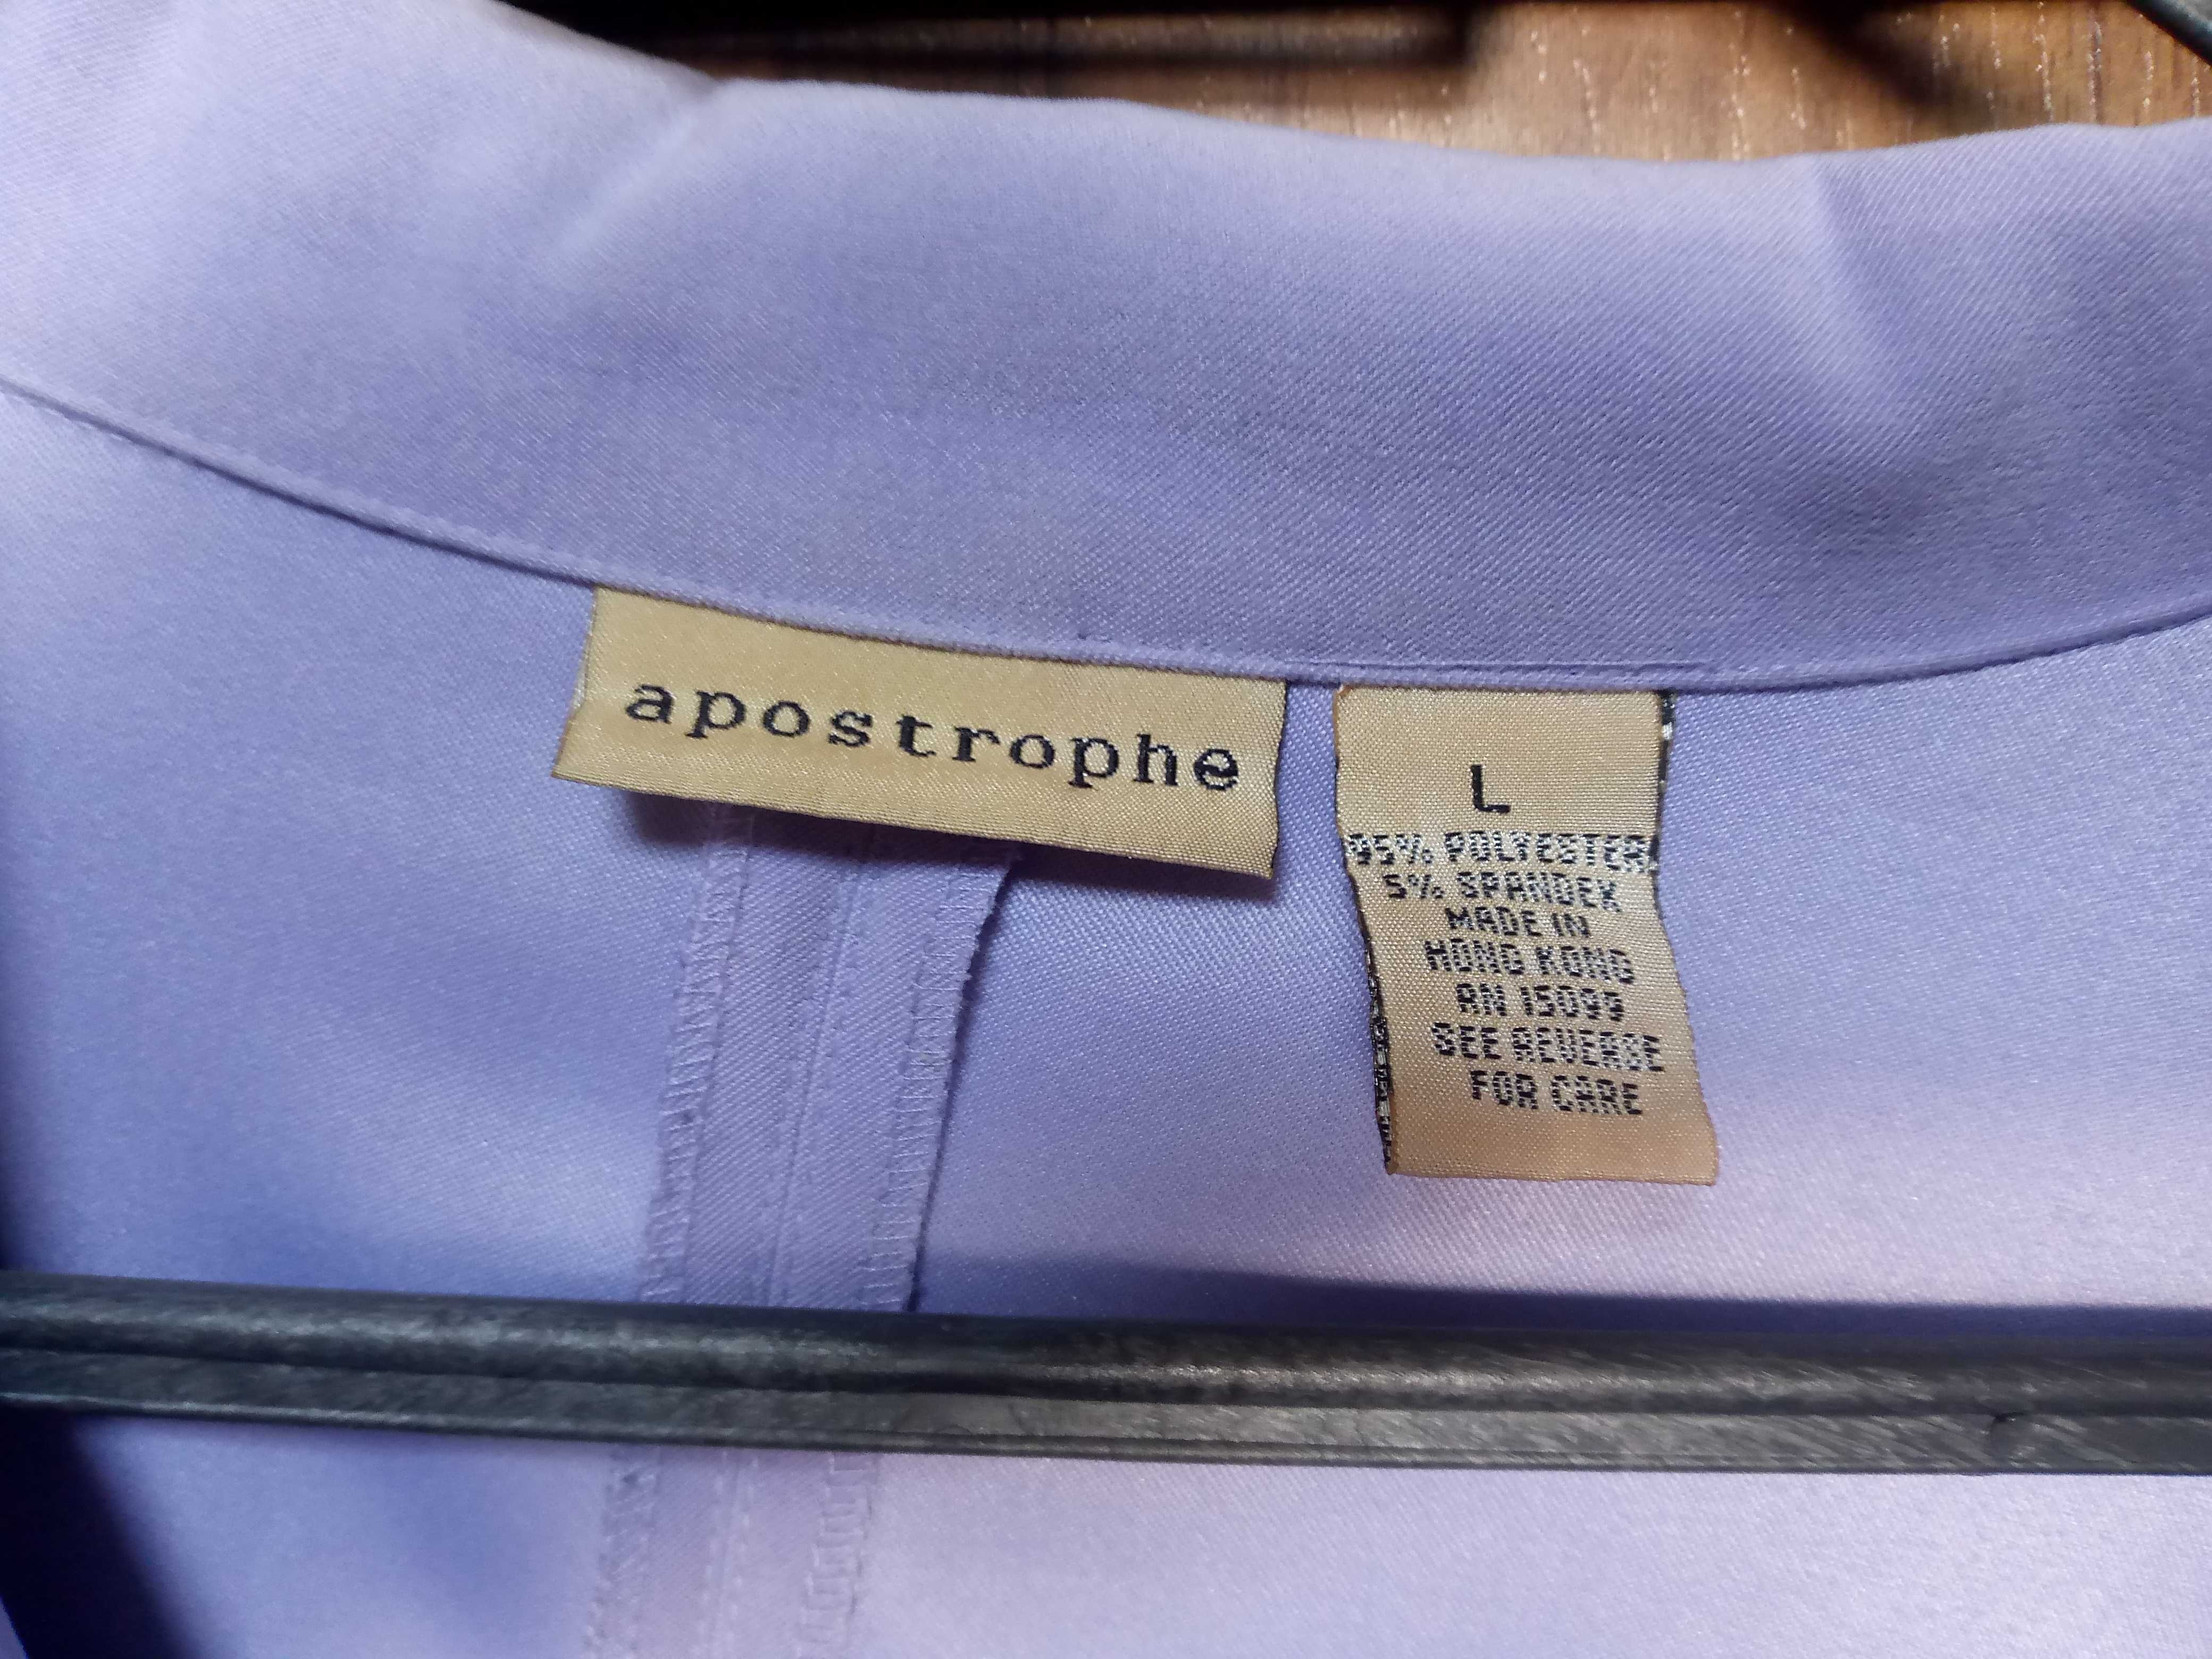 apostrophe
L
95% POLYESTER
5% SPANDEX
MADE IN
HONG KONG
RN 15099
SEE REVERSE
FOR CARE